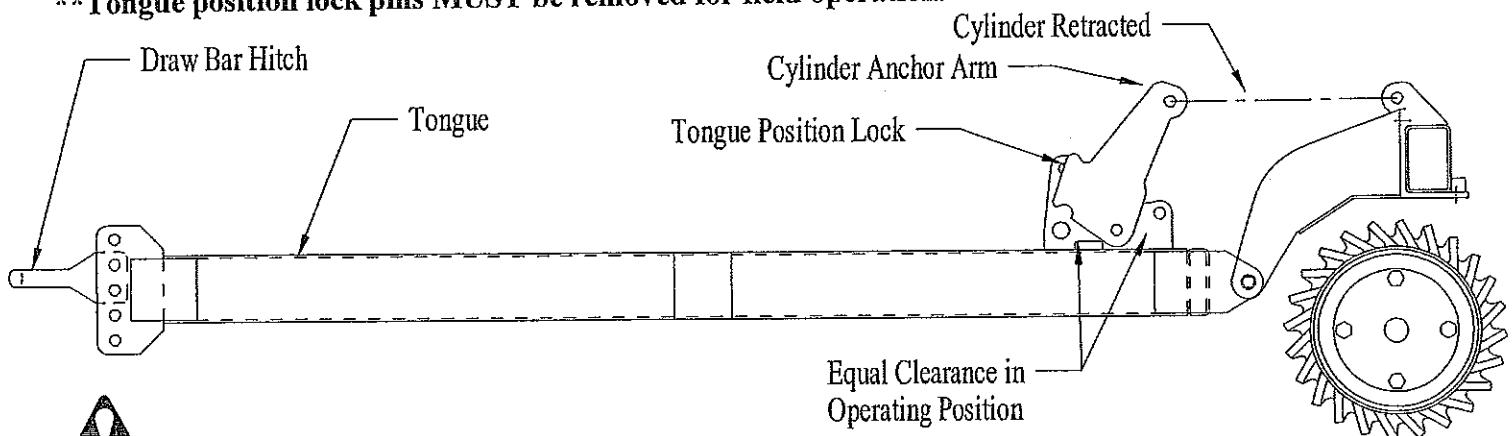 **Tongue position lock pins MUST be removed for field operation.
Cylinder Retracted
Draw Bar Hitch
Cylinder Anchor Arm
Tongue
Tongue Position Lock
Equal Clearance in
Operating Position